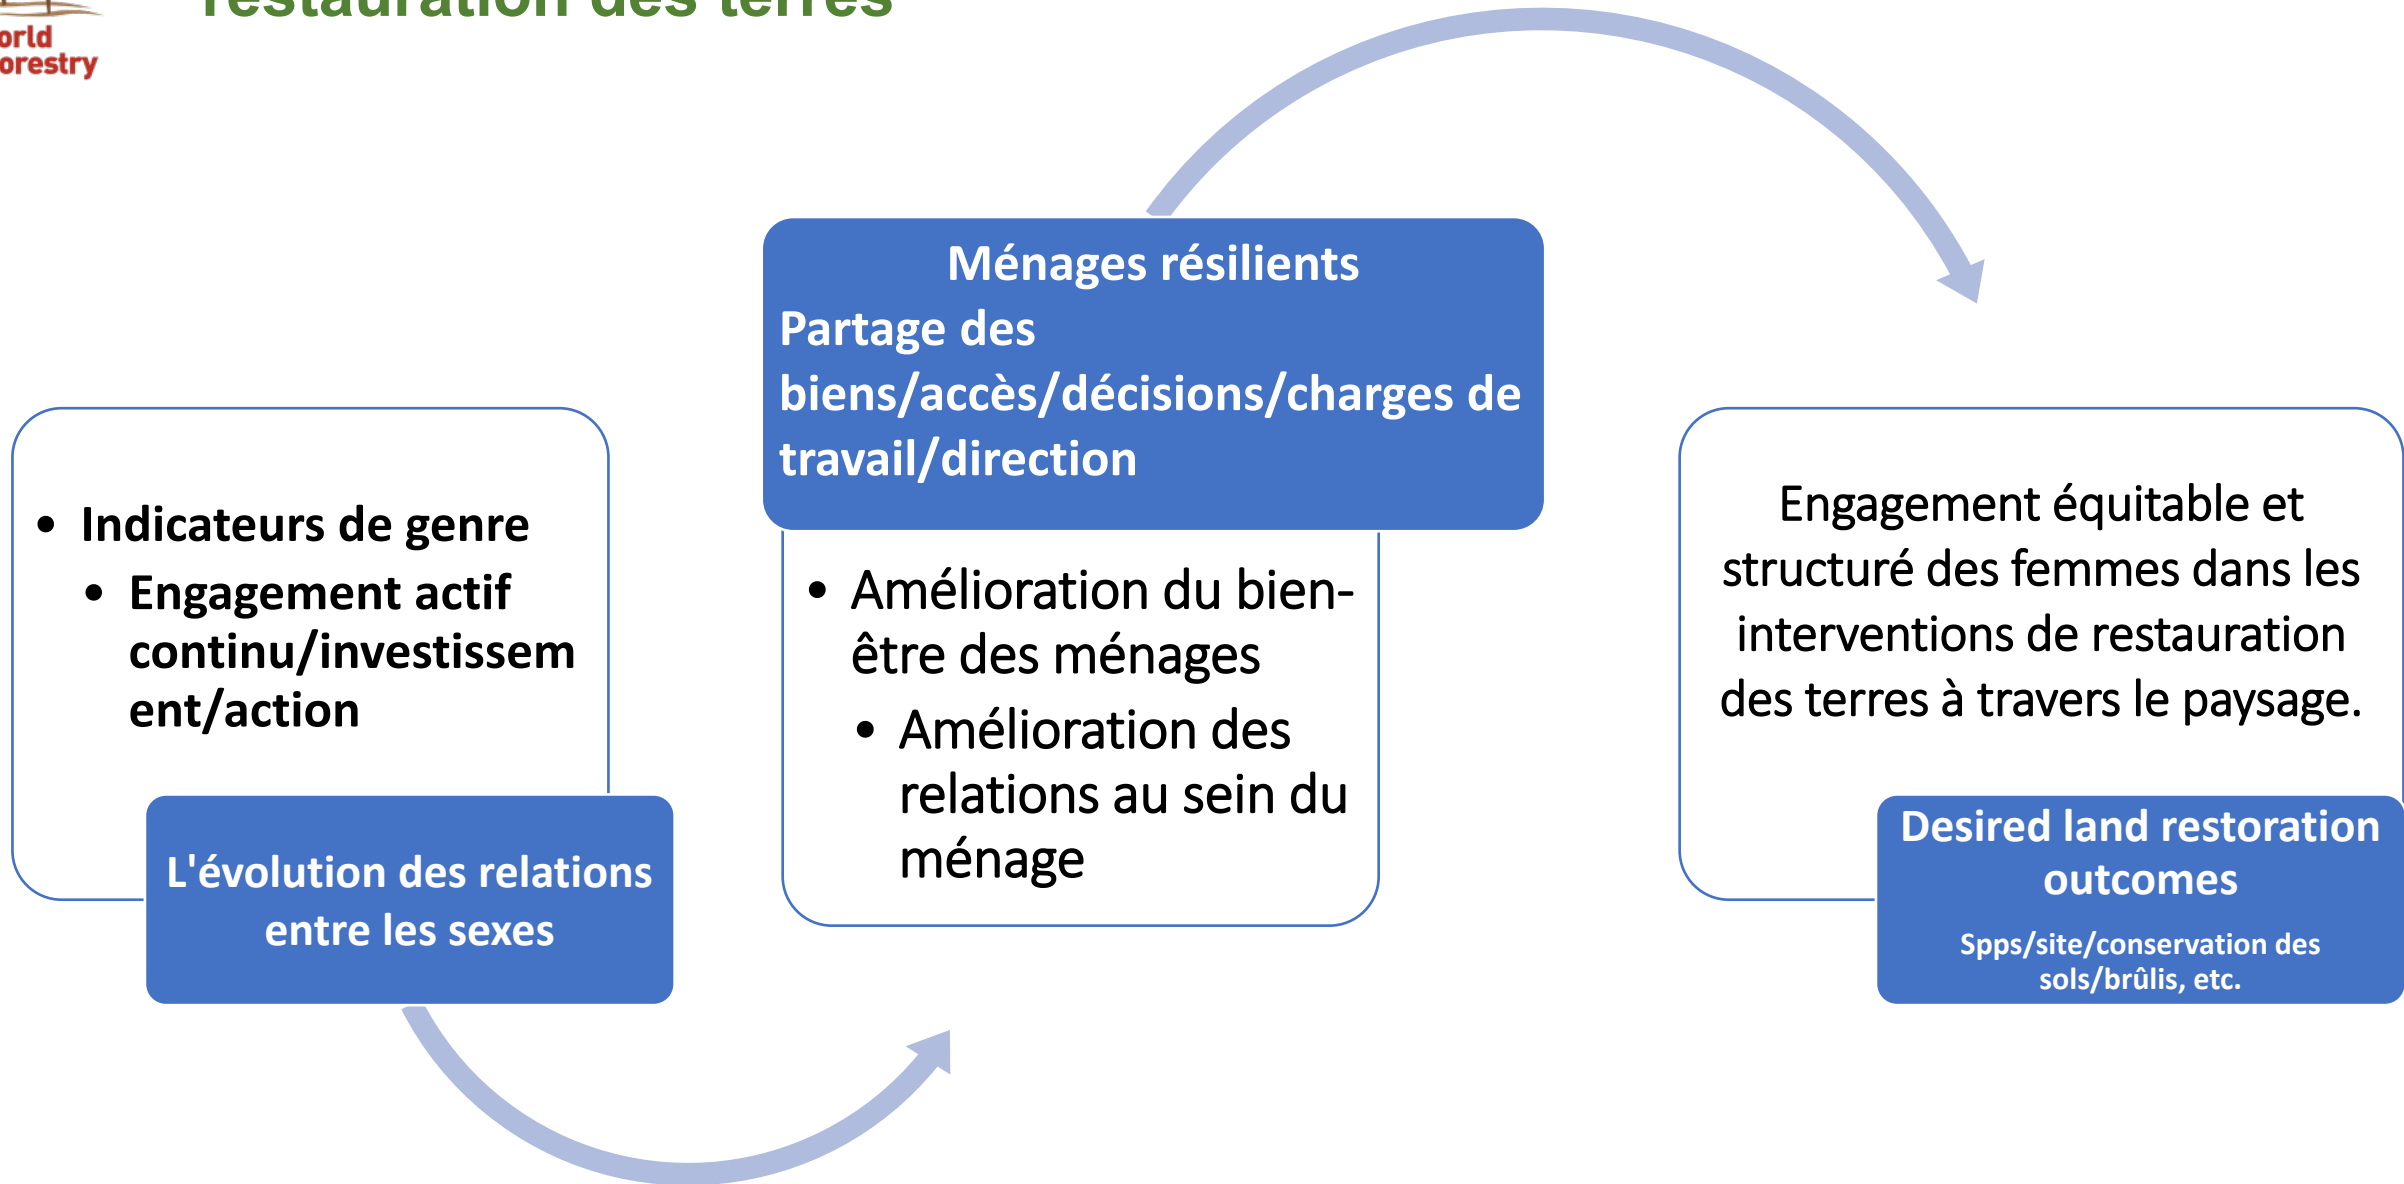 restauration des terres
orld
orestry
• Indicateurs de genre
• Engagement actif
continu/investissem
ent/action
L'évolution des relations
entre les sexes
Ménages résilients
Partage des
biens/accès/décisions/charges de
travail/direction
• Amélioration du bien-
être des ménages
• Amélioration des
relations au sein du
ménage
Engagement équitable et
structuré des femmes dans les
interventions de restauration
des terres à travers le paysage.
Desired land restoration
outcomes
Spps/site/conservation des
sols/brûlis, etc.